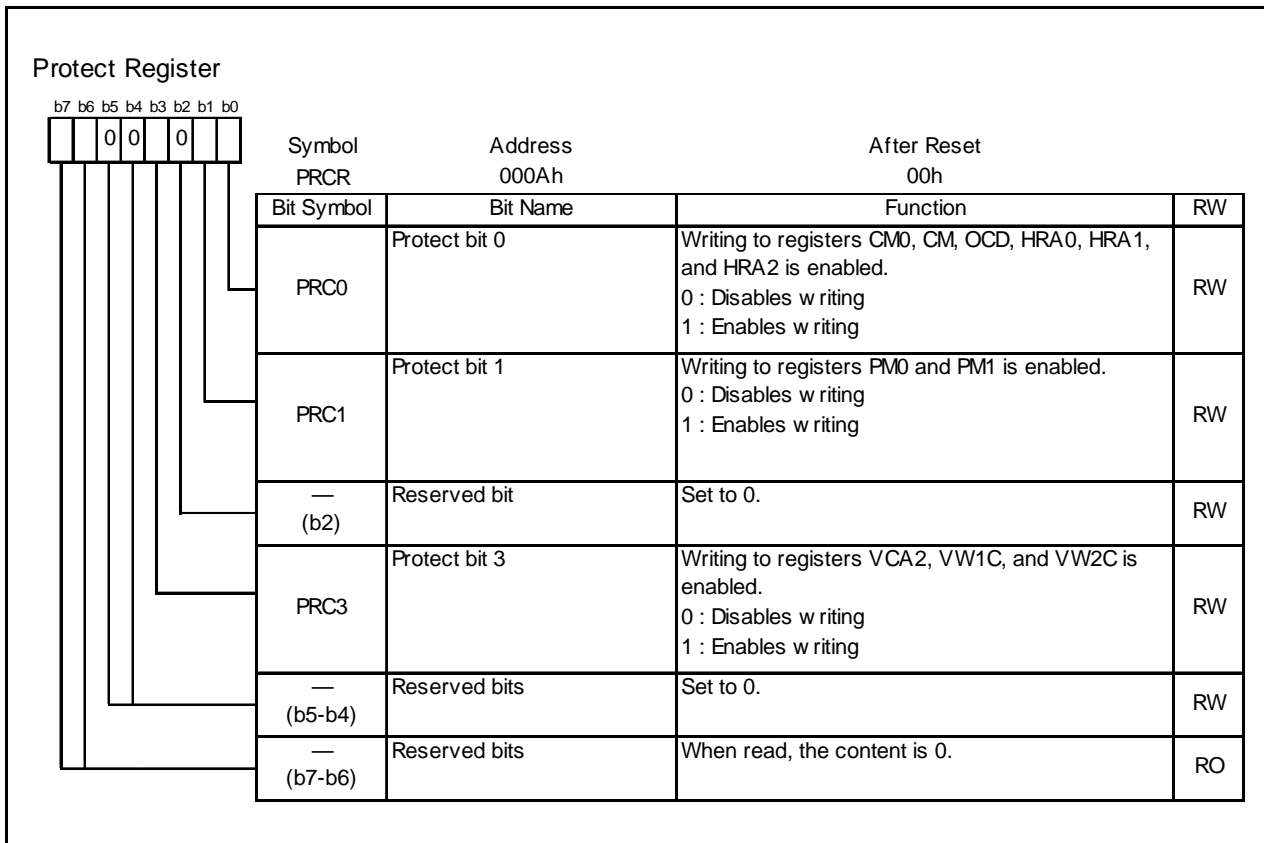 Protect Register
b7 b6 b5 b4 b3 b2 b1 b0
0 0 0
Symbol Address After Reset
PRCR 000Ah 00h
Bit Symbol Bit Name Function RW
PRC0 Protect bit 0 Writing to registers CM0, CM, OCD, HRA0, HRA1,
and HRA2 is enabled.
0 : Disables w riting
1 : Enables w riting
RW
PRC1 Protect bit 1 Writing to registers PM0 and PM1 is enabled.
0 : Disables w riting
1 : Enables w riting
RW
—
(b2)
Reserved bit Set to 0. RW
PRC3 Protect bit 3 Writing to registers VCA2, VW1C, and VW2C is
enabled.
0 : Disables w riting
1 : Enables w riting
RW
—
(b5-b4)
Reserved bits Set to 0. RW
—
(b7-b6)
Reserved bits When read, the content is 0. RO